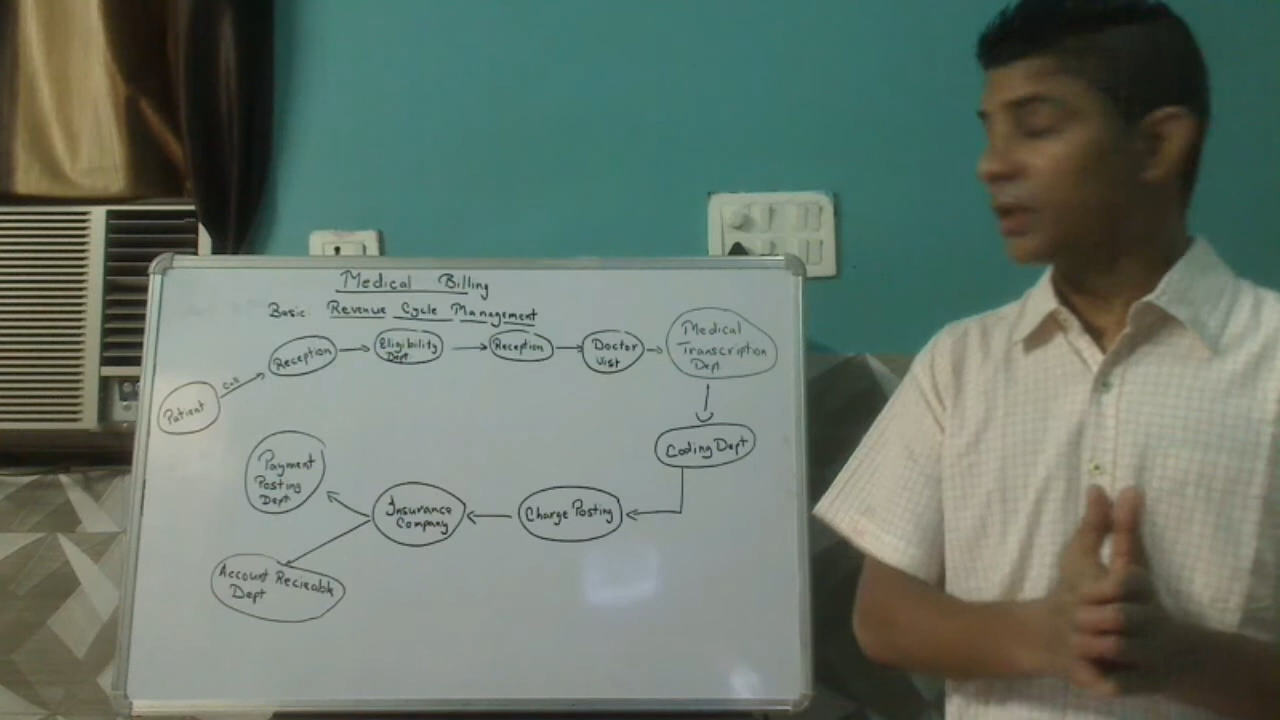 Medical Billing
Basic: Revenue Cycle Management
Patient
Call
Reception
Eligibility
Dept.
Reception
Doctor
Visit
Medical
Transcription
Dept.
Coding Dept
Charge Posting
Insurance
Company
Payment
Posting
Dept
Account Recievable
Dept